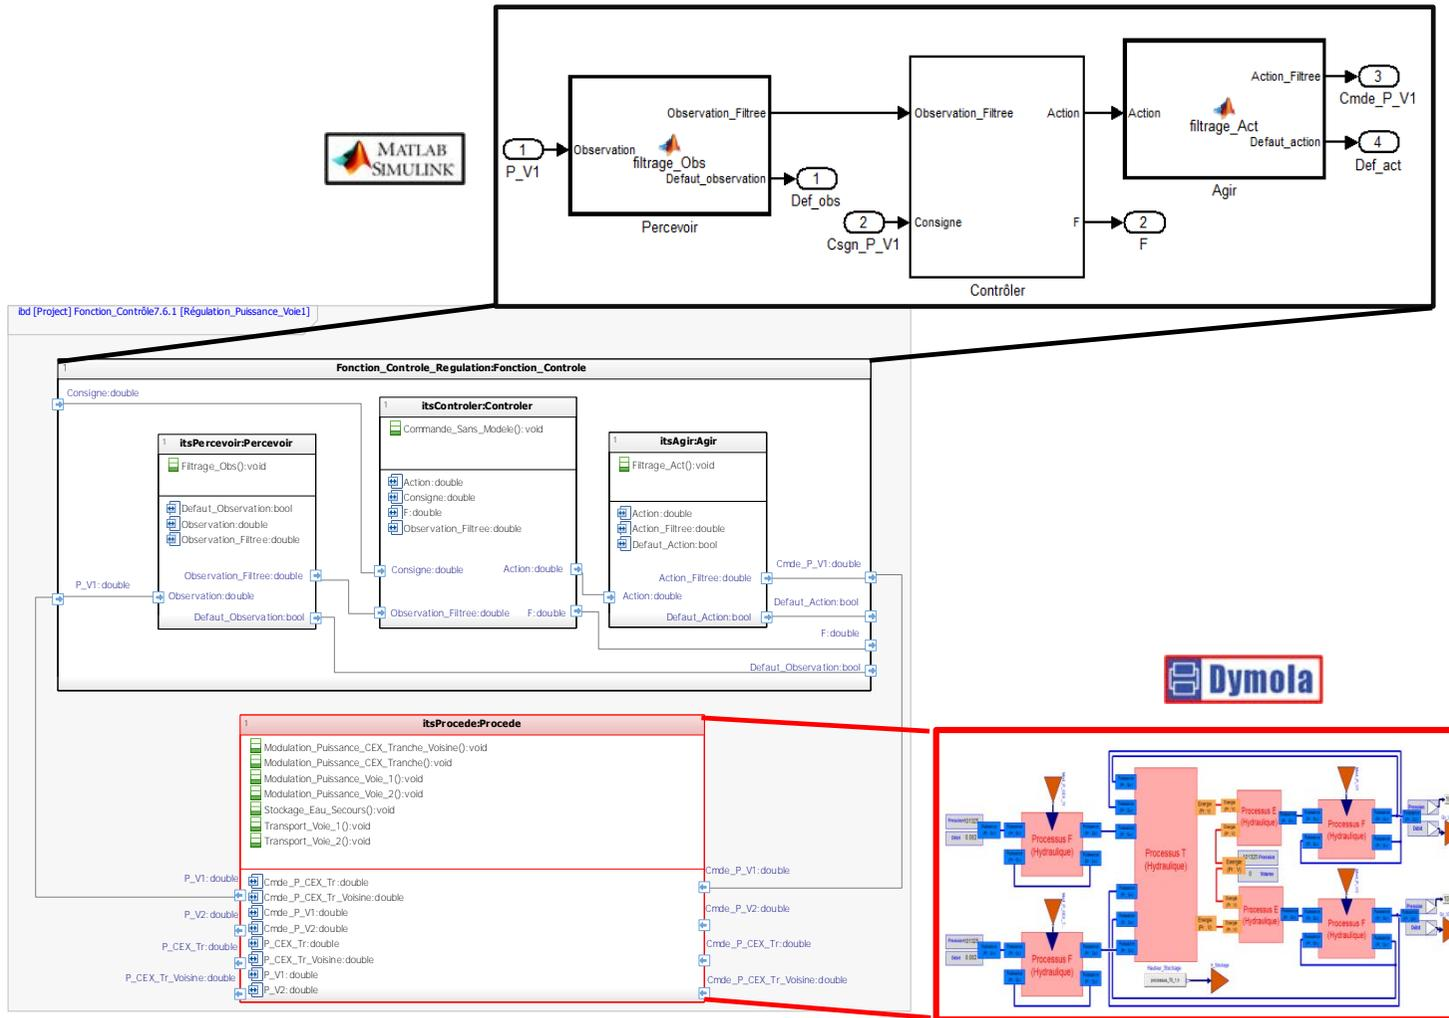 MATLAB
SIMULINK
1
P_V1
Observation
Observation_Filtree
filtrage_Obs
Defaut_observation
Percevoir
1
Def_obs
2
Csgn_P_V1
Observation_Filtree
Consigne
Action
F
Contrôler
2
F
Action
Action_Filtree
filtrage_Act
Defaut_action
Agir
3
Cmde_P_V1
4
Def_act
ibd [Project] Fonction_Contrôle7.6.1 [Régulation_Puissance_Voie1]
1
Fonction_Controle_Regulation:Fonction_Controle
Consigne:double
P_V1:double
1
itsPercevoir:Percevoir
Filtrage_Obs():void
Defaut_Observation:bool
Observation:double
Observation_Filtree:double
Observation_Filtree:double
Observation:double
Defaut_Observation:bool
1
itsControler:Controler
Commande_Sans_Modele():void
Action:double
Consigne:double
F:double
Observation_Filtree:double
Consigne:double
Action:double
Observation_Filtree:double
F:double
1
itsAgir:Agir
Filtrage_Act():void
Action:double
Action_Filtree:double
Defaut_Action:bool
Action_Filtree:double
Action:double
Defaut_Action:bool
Cmde_P_V1:double
Defaut_Action:bool
F:double
Defaut_Observation:bool
1
itsProcede:Procede
Modulation_Puissance_CEX_Tranche_Voisine():void
Modulation_Puissance_CEX_Tranche():void
Modulation_Puissance_Voie_1():void
Modulation_Puissance_Voie_2():void
Stockage_Eau_Secours():void
Transport_Voie_1():void
Transport_Voie_2():void
Cmde_P_CEX_Tr:double
Cmde_P_CEX_Tr_Voisine:double
Cmde_P_V1:double
Cmde_P_V2:double
P_CEX_Tr:double
P_CEX_Tr_Voisine:double
P_V1:double
P_V2:double
P_V1:double
P_V2:double
P_CEX_Tr:double
P_CEX_Tr_Voisine:double
Cmde_P_V1:double
Cmde_P_V2:double
Cmde_P_CEX_Tr:double
Cmde_P_CEX_Tr_Voisine:double
Dymola
Processus F
(Hydraulique)
Processus F
(Hydraulique)
Processus T
(Hydraulique)
Processus E
(Hydraulique)
Processus E
(Hydraulique)
Processus F
(Hydraulique)
Processus F
(Hydraulique)